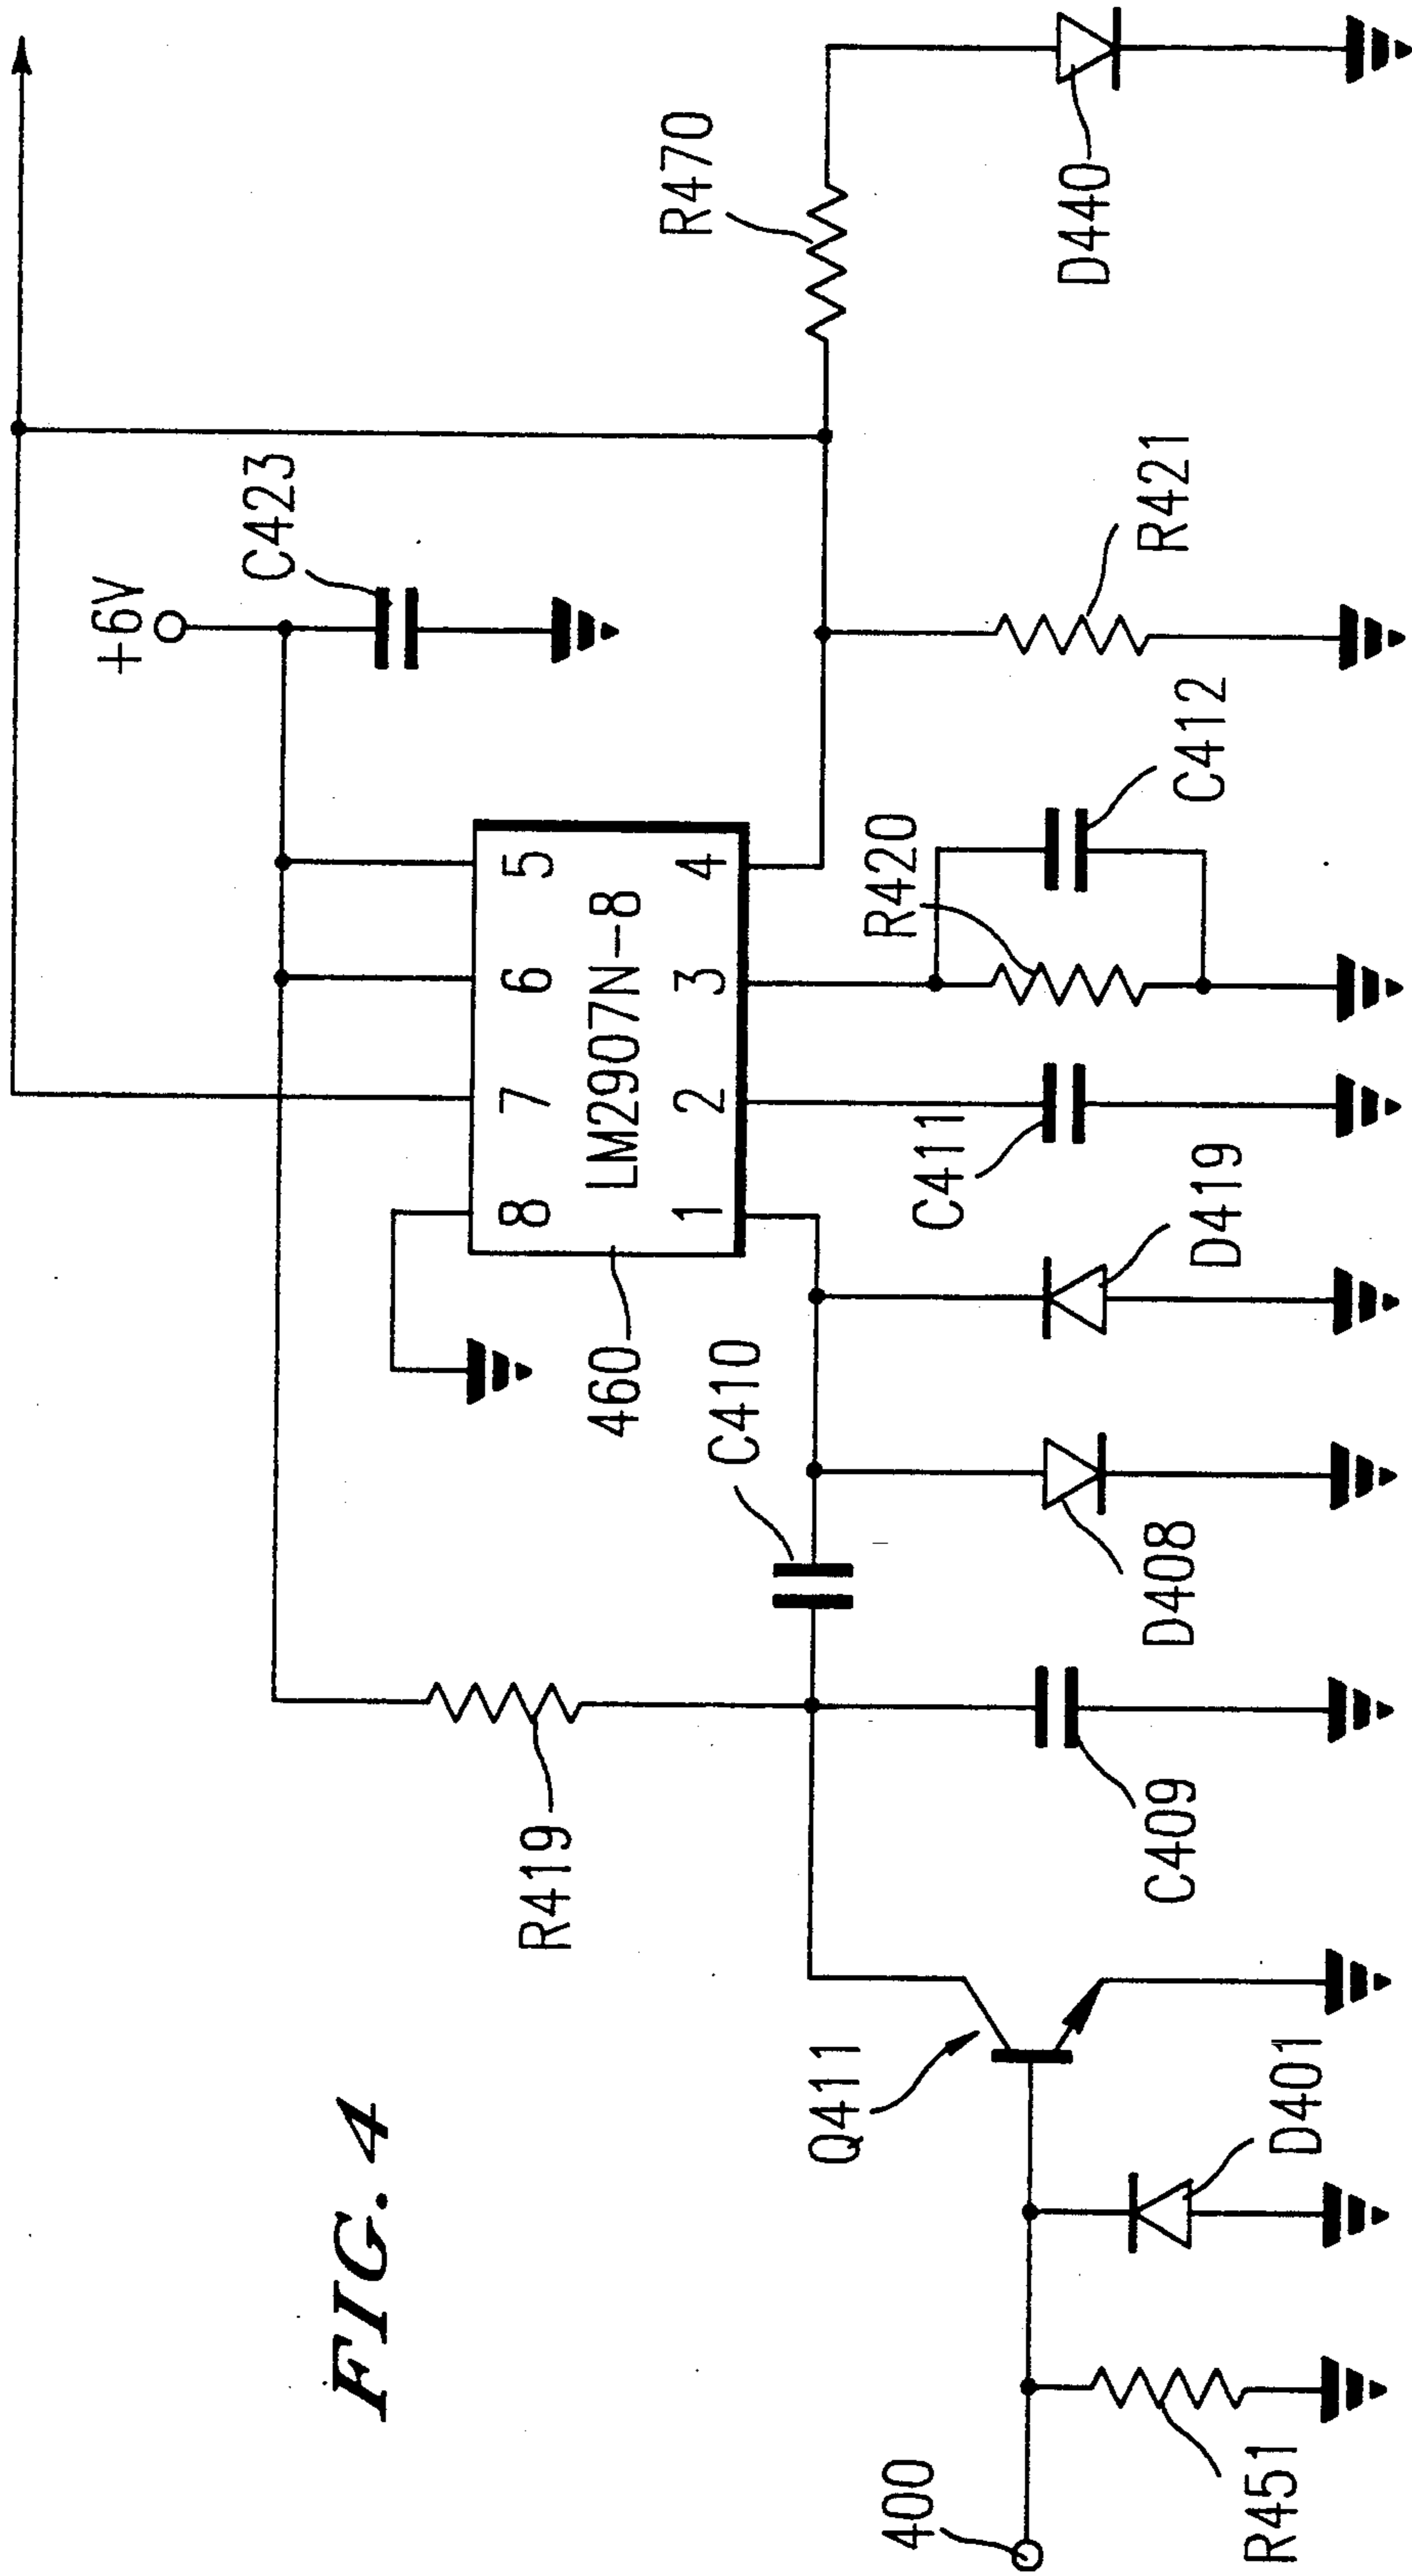 FIG. 4
+6V
C423
R470
D440
R421
C412
R420
8 7 6 5
LM2907N-8
1 2 3 4
460
C411
D419
C410
D408
R419
C409
Q411
D401
400
R451